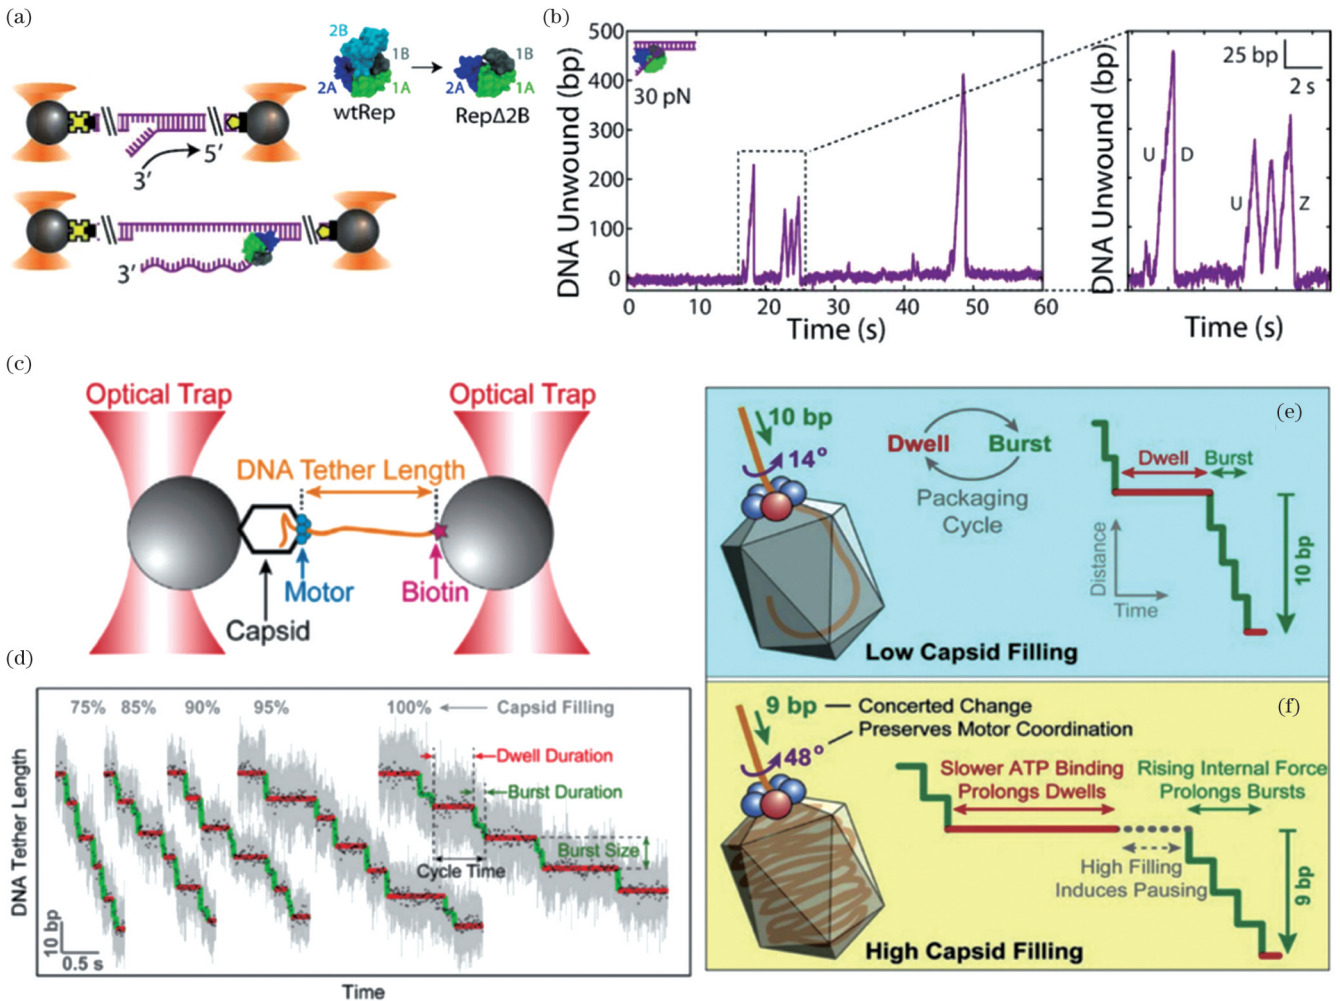 (a)
2B
1B
2A
1A
wtRep
1B
2A
1A
RepΔ2B
3′
5′
3′
(b)
DNA Unwound (bp)
500
400
300
200
100
0
30 pN
0 10 20 30 40 50 60
Time (s)
DNA Unwound (bp)
25 bp
2 s
U
D
U
Z
Time (s)
(c)
Optical Trap
Optical Trap
DNA Tether Length
Motor
Biotin
Capsid
(d)
75% 85% 90% 95% 100% Capsid Filling
Dwell Duration
Burst Duration
Burst Size
Cycle Time
DNA Tether Length
10 bp
0.5 s
Time
(e)
10 bp
14°
Dwell Burst
Packaging
Cycle
Dwell Burst
10 bp
Distance
Time
Low Capsid Filling
(f)
9 bp
Concerted Change
Preserves Motor Coordination
48°
Slower ATP Binding
Prolongs Dwells
Rising Internal Force
Prolongs Bursts
High Filling
Induces Pausing
9 bp
High Capsid Filling